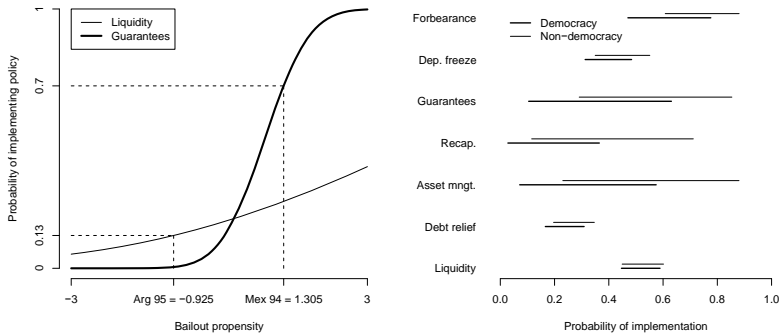 Liquidity
Guarantees
1
0.7
0.13
0
Probability of implementing policy
−3
Arg 95 = −0.925
Mex 94 = 1.305
3
Bailout propensity
Democracy
Non−democracy
Forbearance
Dep. freeze
Guarantees
Recap.
Asset mngt.
Debt relief
Liquidity
0.0 0.2 0.4 0.6 0.8 1.0
Probability of implementation